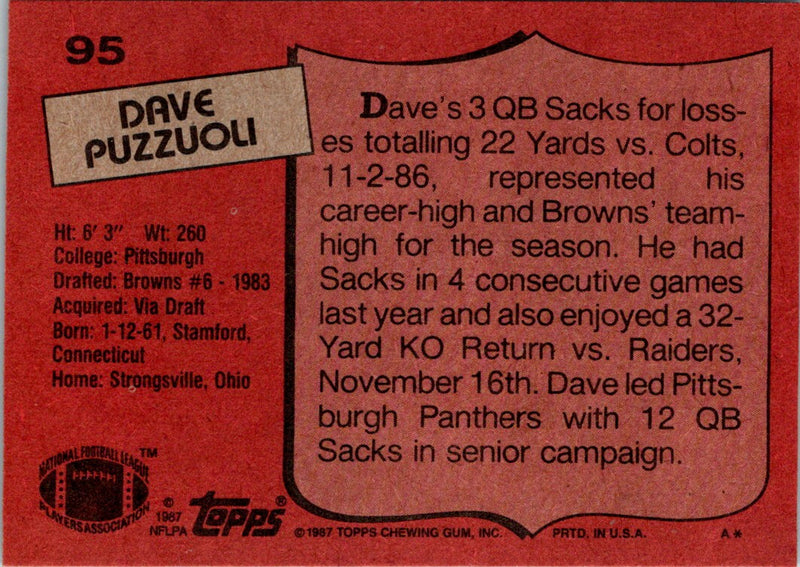 95
DAVE
PUZZUOLI
Ht: 6' 3" Wt: 260
College: Pittsburgh
Drafted: Browns #6 - 1983
Acquired: Via Draft
Born: 1-12-61, Stamford,
Connecticut
Home: Strongsville, Ohio
Dave's 3 QB Sacks for loss-
es totalling 22 Yards vs. Colts,
11-2-86, represented his
career-high and Browns' team-
high for the season. He had
Sacks in 4 consecutive games
last year and also enjoyed a 32-
Yard KO Return vs. Raiders,
November 16th. Dave led Pitts-
burgh Panthers with 12 QB
Sacks in senior campaign.
NATIONAL FOOTBALL LEAGUE
PLAYERS ASSOCIATION
TM
©
1987
NFLPA
topps®
©1987 TOPPS CHEWING GUM, INC. PRTD. IN U.S.A. A*